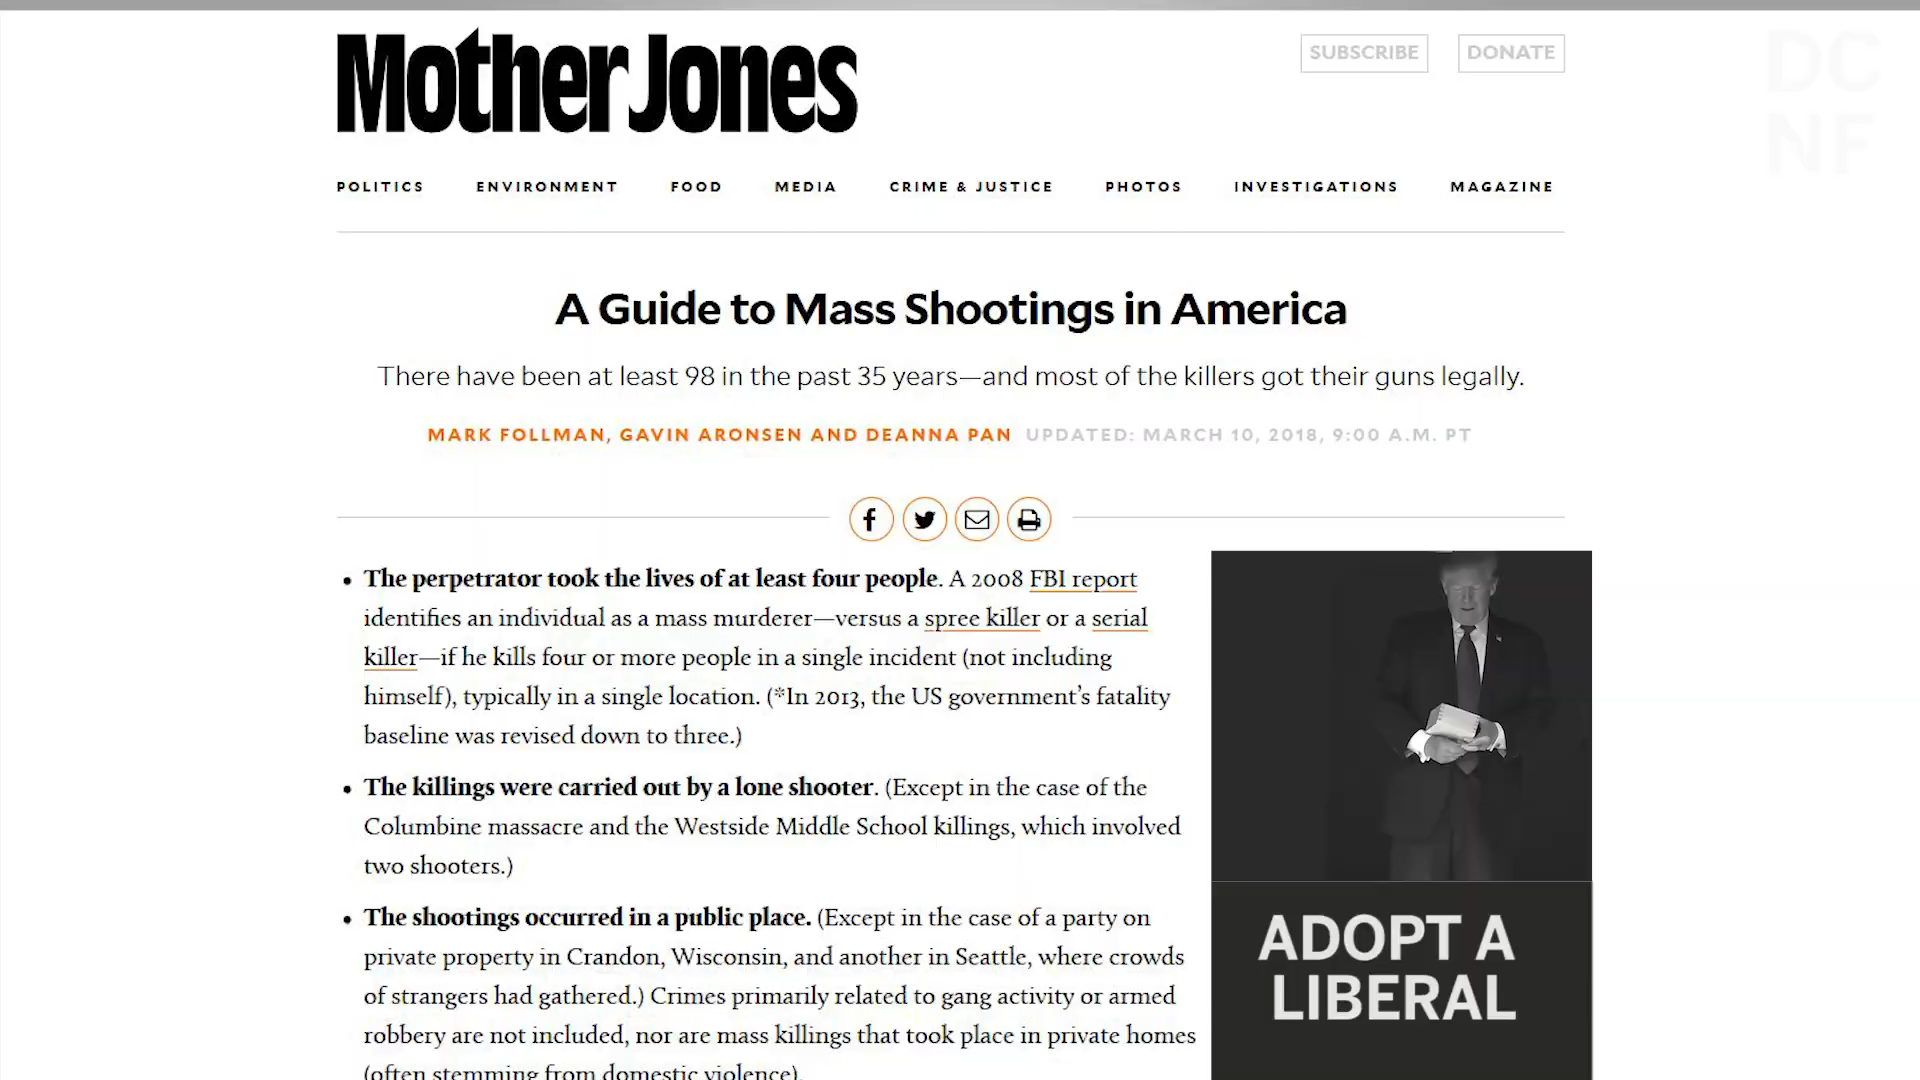 Mother Jones
SUBSCRIBE
DONATE
DC
NF
POLITICS
ENVIRONMENT
FOOD
MEDIA
CRIME & JUSTICE
PHOTOS
INVESTIGATIONS
MAGAZINE
A Guide to Mass Shootings in America
There have been at least 98 in the past 35 years—and most of the killers got their guns legally.
MARK FOLLMAN, GAVIN ARONSEN AND DEANNA PAN UPDATED: MARCH 10, 2018, 9:00 A.M. PT
• The perpetrator took the lives of at least four people. A 2008 FBI report
identifies an individual as a mass murderer—versus a spree killer or a serial
killer—if he kills four or more people in a single incident (not including
himself), typically in a single location. (*In 2013, the US government’s fatality
baseline was revised down to three.)
• The killings were carried out by a lone shooter. (Except in the case of the
Columbine massacre and the Westside Middle School killings, which involved
two shooters.)
• The shootings occurred in a public place. (Except in the case of a party on
private property in Crandon, Wisconsin, and another in Seattle, where crowds
of strangers had gathered.) Crimes primarily related to gang activity or armed
robbery are not included, nor are mass killings that took place in private homes
(often stemming from domestic violence).
ADOPT A
LIBERAL